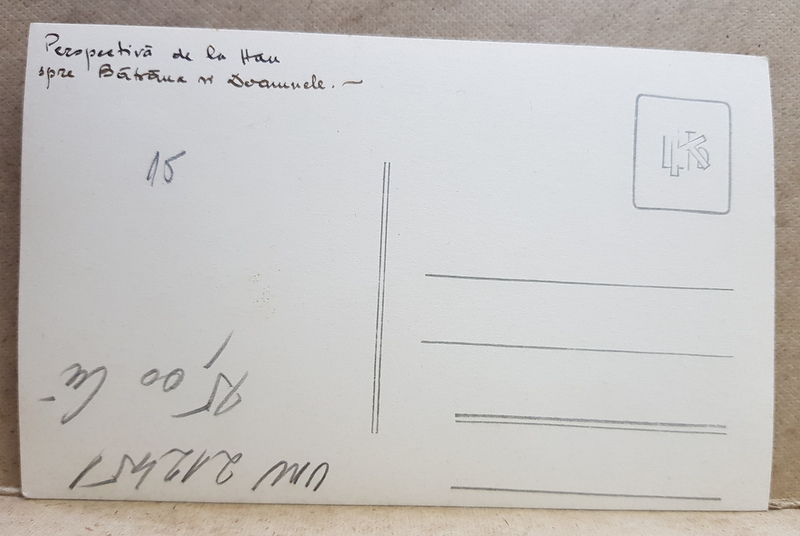 Perspectivă de la Han
spre Bătrâna și Doamnele. —
15
15,00 lei